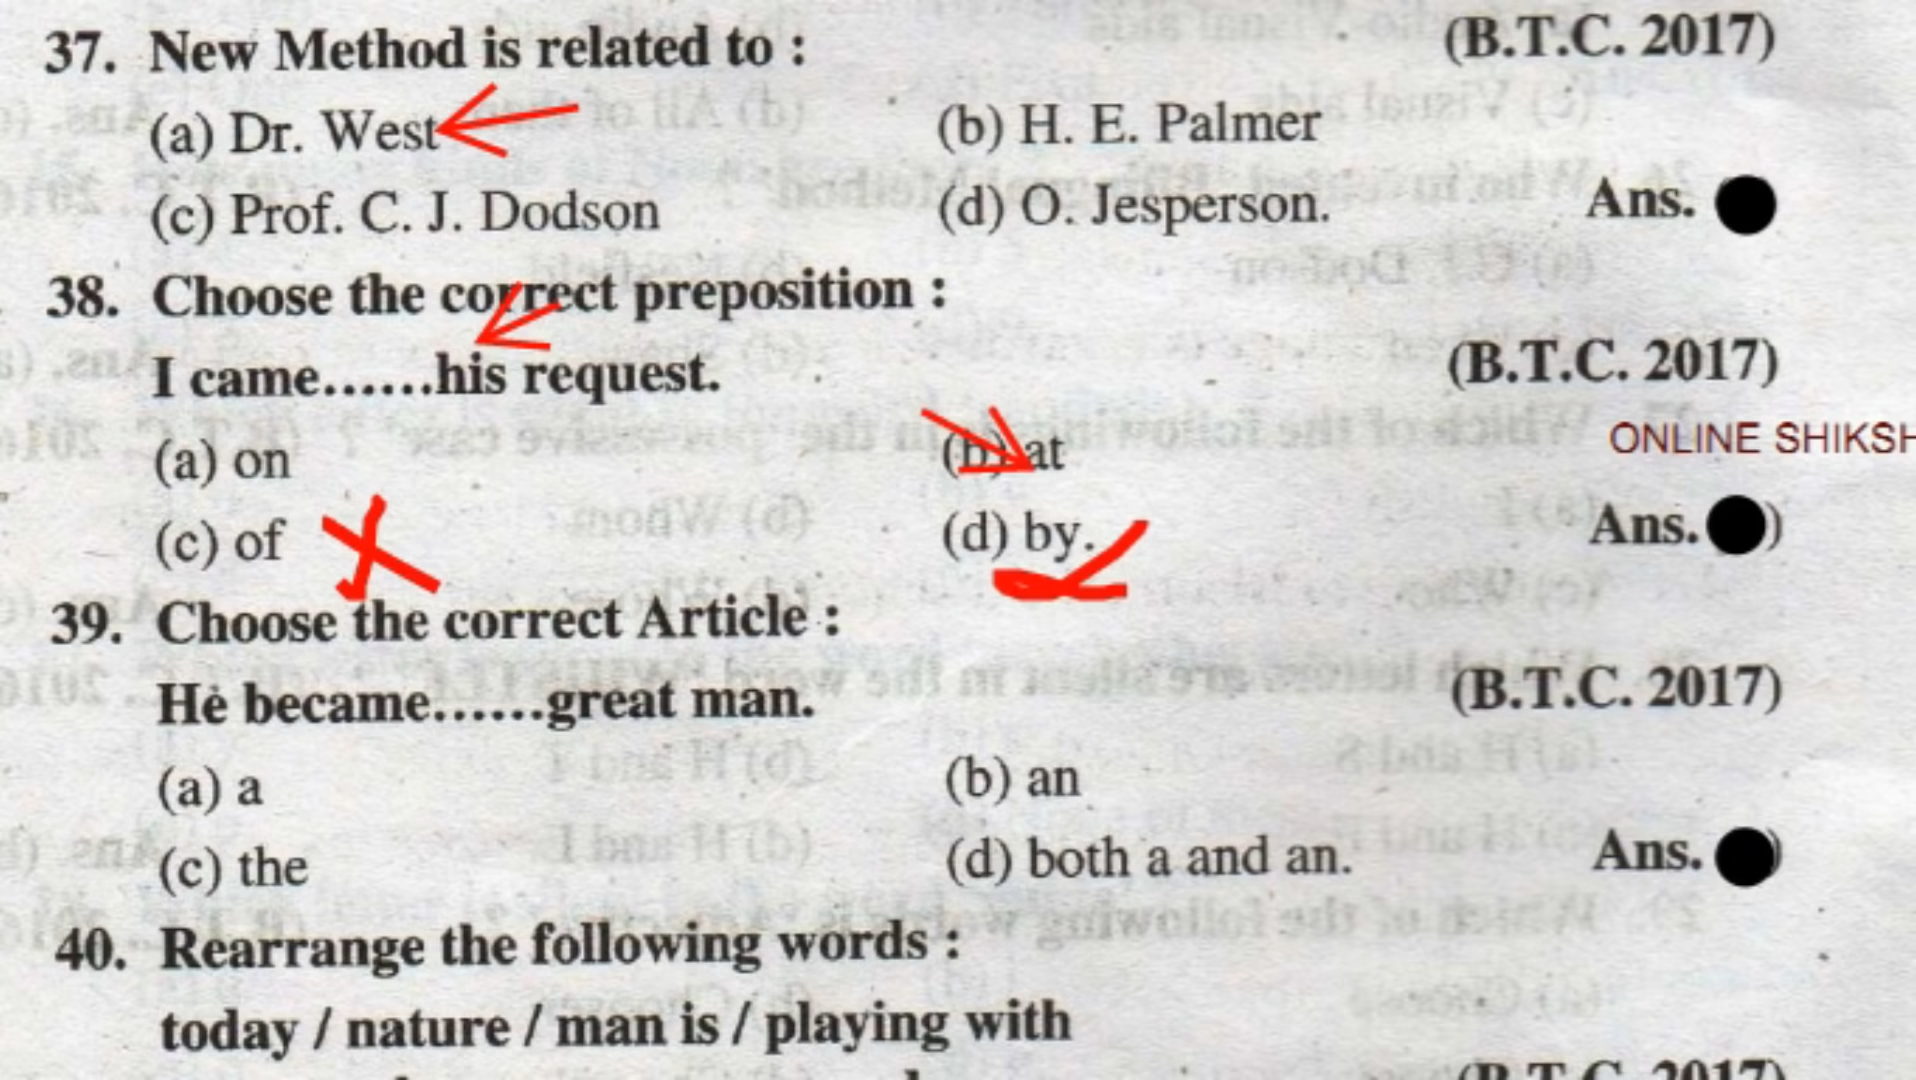 37. New Method is related to : (B.T.C. 2017)
(a) Dr. West (b) H. E. Palmer
(c) Prof. C. J. Dodson (d) O. Jesperson. Ans.
38. Choose the correct preposition :
I came......his request. (B.T.C. 2017)
(a) on (b) at
ONLINE SHIKSH
(c) of (d) by. Ans. )
39. Choose the correct Article :
He became......great man. (B.T.C. 2017)
(a) a (b) an
(c) the (d) both a and an. Ans. )
40. Rearrange the following words :
today / nature / man is / playing with
(B.T.C. 2017)